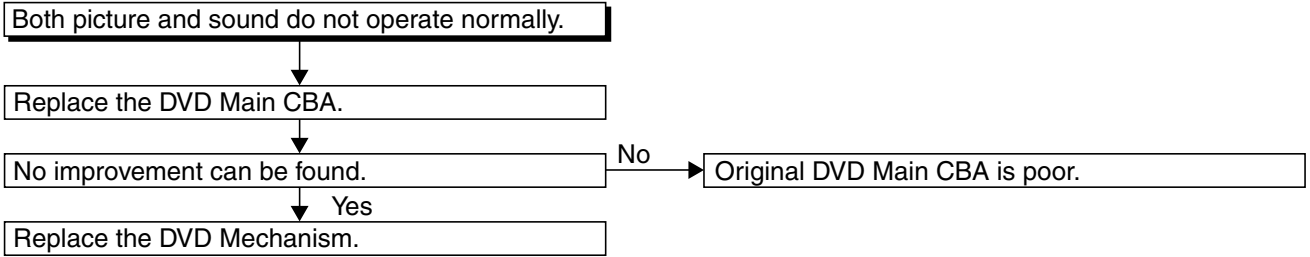 Both picture and sound do not operate normally.
Replace the DVD Main CBA.
No improvement can be found.
No
Original DVD Main CBA is poor.
Yes
Replace the DVD Mechanism.